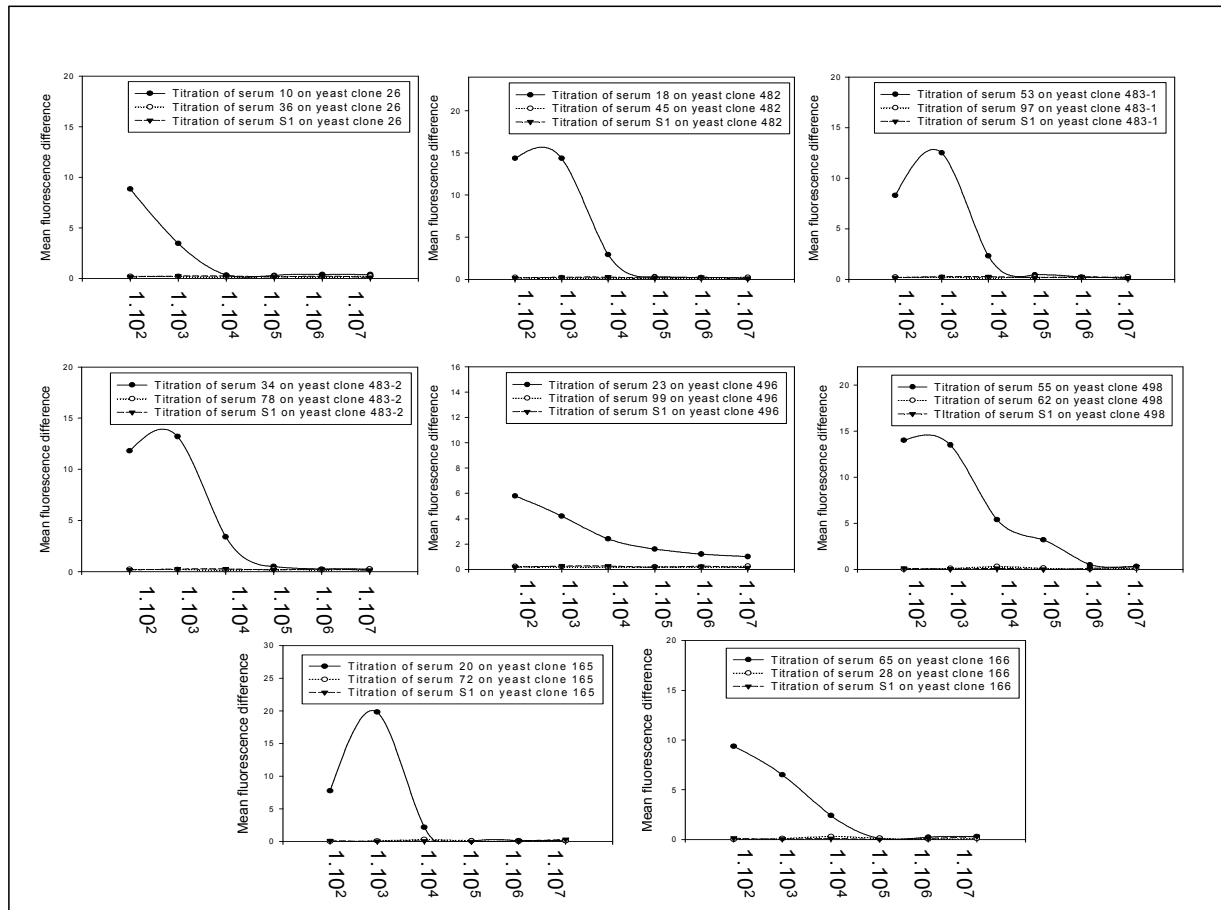 Mean fluorescence difference
20
15
10
5
0
Titration of serum 10 on yeast clone 26
Titration of serum 36 on yeast clone 26
Titration of serum S1 on yeast clone 26
1.10²
1.10³
1.10⁴
1.10⁵
1.10⁶
1.10⁷
Mean fluorescence differance
20
15
10
5
0
Titration of serum 18 on yeast clone 482
Titration of serum 45 on yeast clone 482
Titration of serum S1 on yeast clone 482
1.10²
1.10³
1.10⁴
1.10⁵
1.10⁶
1.10⁷
Mean fluorescence difference
20
15
10
5
0
Titration of serum 53 on yeast clone 483-1
Titration of serum 97 on yeast clone 483-1
Titration of serum S1 on yeast clone 483-1
1.10²
1.10³
1.10⁴
1.10⁵
1.10⁶
1.10⁷
Mean fluorescence difference
20
15
10
5
0
Titration of serum 34 on yeast clone 483-2
Titration of serum 78 on yeast clone 483-2
Titration of serum S1 on yeast clone 483-2
1.10²
1.10³
1.10⁴
1.10⁵
1.10⁶
1.10⁷
Mean fluorescence difference
16
14
12
10
8
6
4
2
0
Titration of serum 23 on yeast clone 496
Titration of serum 99 on yeast clone 496
Titration of serum S1 on yeast clone 496
1.10²
1.10³
1.10⁴
1.10⁵
1.10⁶
1.10⁷
Mean fluorescence difference
20
15
10
5
0
Titration of serum 55 on yeast clone 498
Titration of serum 62 on yeast clone 498
TItration of serum S1 on yeast clone 498
1.10²
1.10³
1.10⁴
1.10⁵
1.10⁶
1.10⁷
Mean fluorescence difference
30
25
20
15
10
5
0
Titration of serum 20 on yeast clone 165
Titration of serum 72 on yeast clone 165
Titration of serum S1 on yeast clone 165
1.10²
1.10³
1.10⁴
1.10⁵
1.10⁶
1.10⁷
Mean fluorescence difference
20
15
10
5
0
Titration of serum 65 on yeast clone 166
Titration of serum 28 on yeast clone 166
Titration of serum S1 on yeast clone 166
1.10²
1.10³
1.10⁴
1.10⁵
1.10⁶
1.10⁷